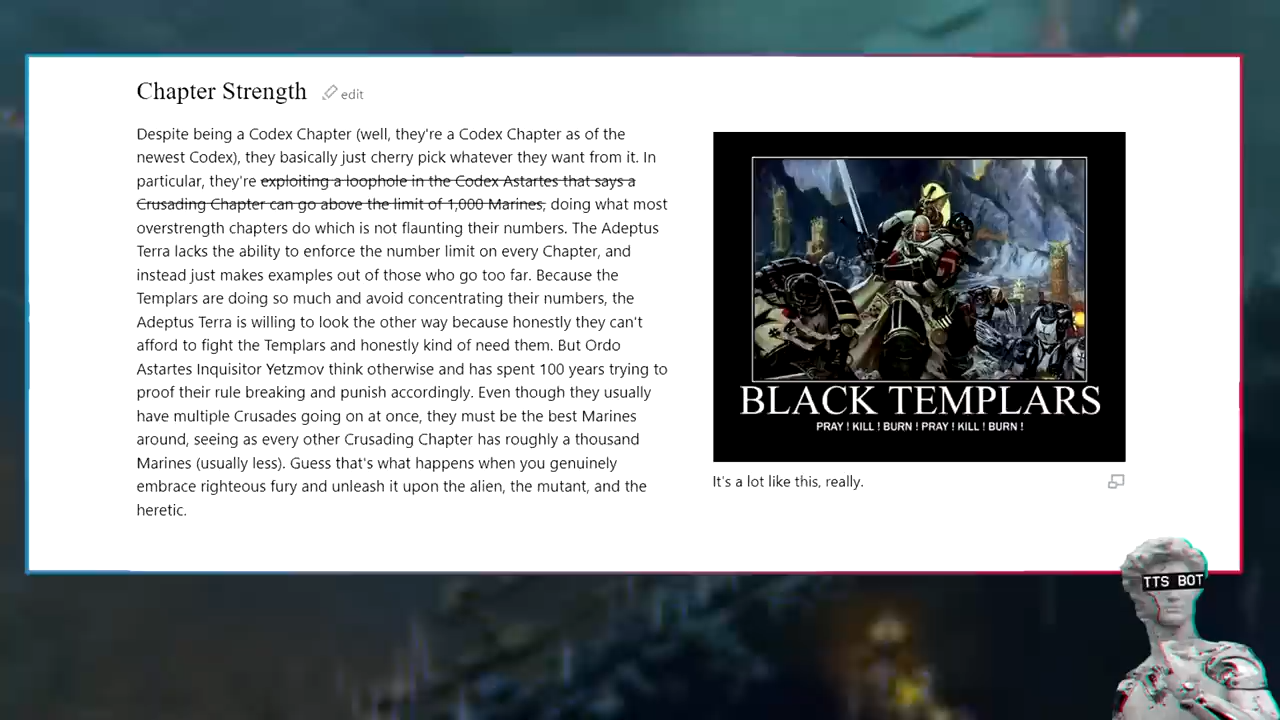 Chapter Strength edit
Despite being a Codex Chapter (well, they're a Codex Chapter as of the
newest Codex), they basically just cherry pick whatever they want from it. In
particular, they're exploiting a loophole in the Codex Astartes that says a
Crusading Chapter can go above the limit of 1,000 Marines, doing what most
overstrength chapters do which is not flaunting their numbers. The Adeptus
Terra lacks the ability to enforce the number limit on every Chapter, and
instead just makes examples out of those who go too far. Because the
Templars are doing so much and avoid concentrating their numbers, the
Adeptus Terra is willing to look the other way because honestly they can't
afford to fight the Templars and honestly kind of need them. But Ordo
Astartes Inquisitor Yetzmov think otherwise and has spent 100 years trying to
proof their rule breaking and punish accordingly. Even though they usually
have multiple Crusades going on at once, they must be the best Marines
around, seeing as every other Crusading Chapter has roughly a thousand
Marines (usually less). Guess that's what happens when you genuinely
embrace righteous fury and unleash it upon the alien, the mutant, and the
heretic.
BLACK TEMPLARS
PRAY ! KILL ! BURN ! PRAY ! KILL ! BURN !
It's a lot like this, really.
TTS BOT